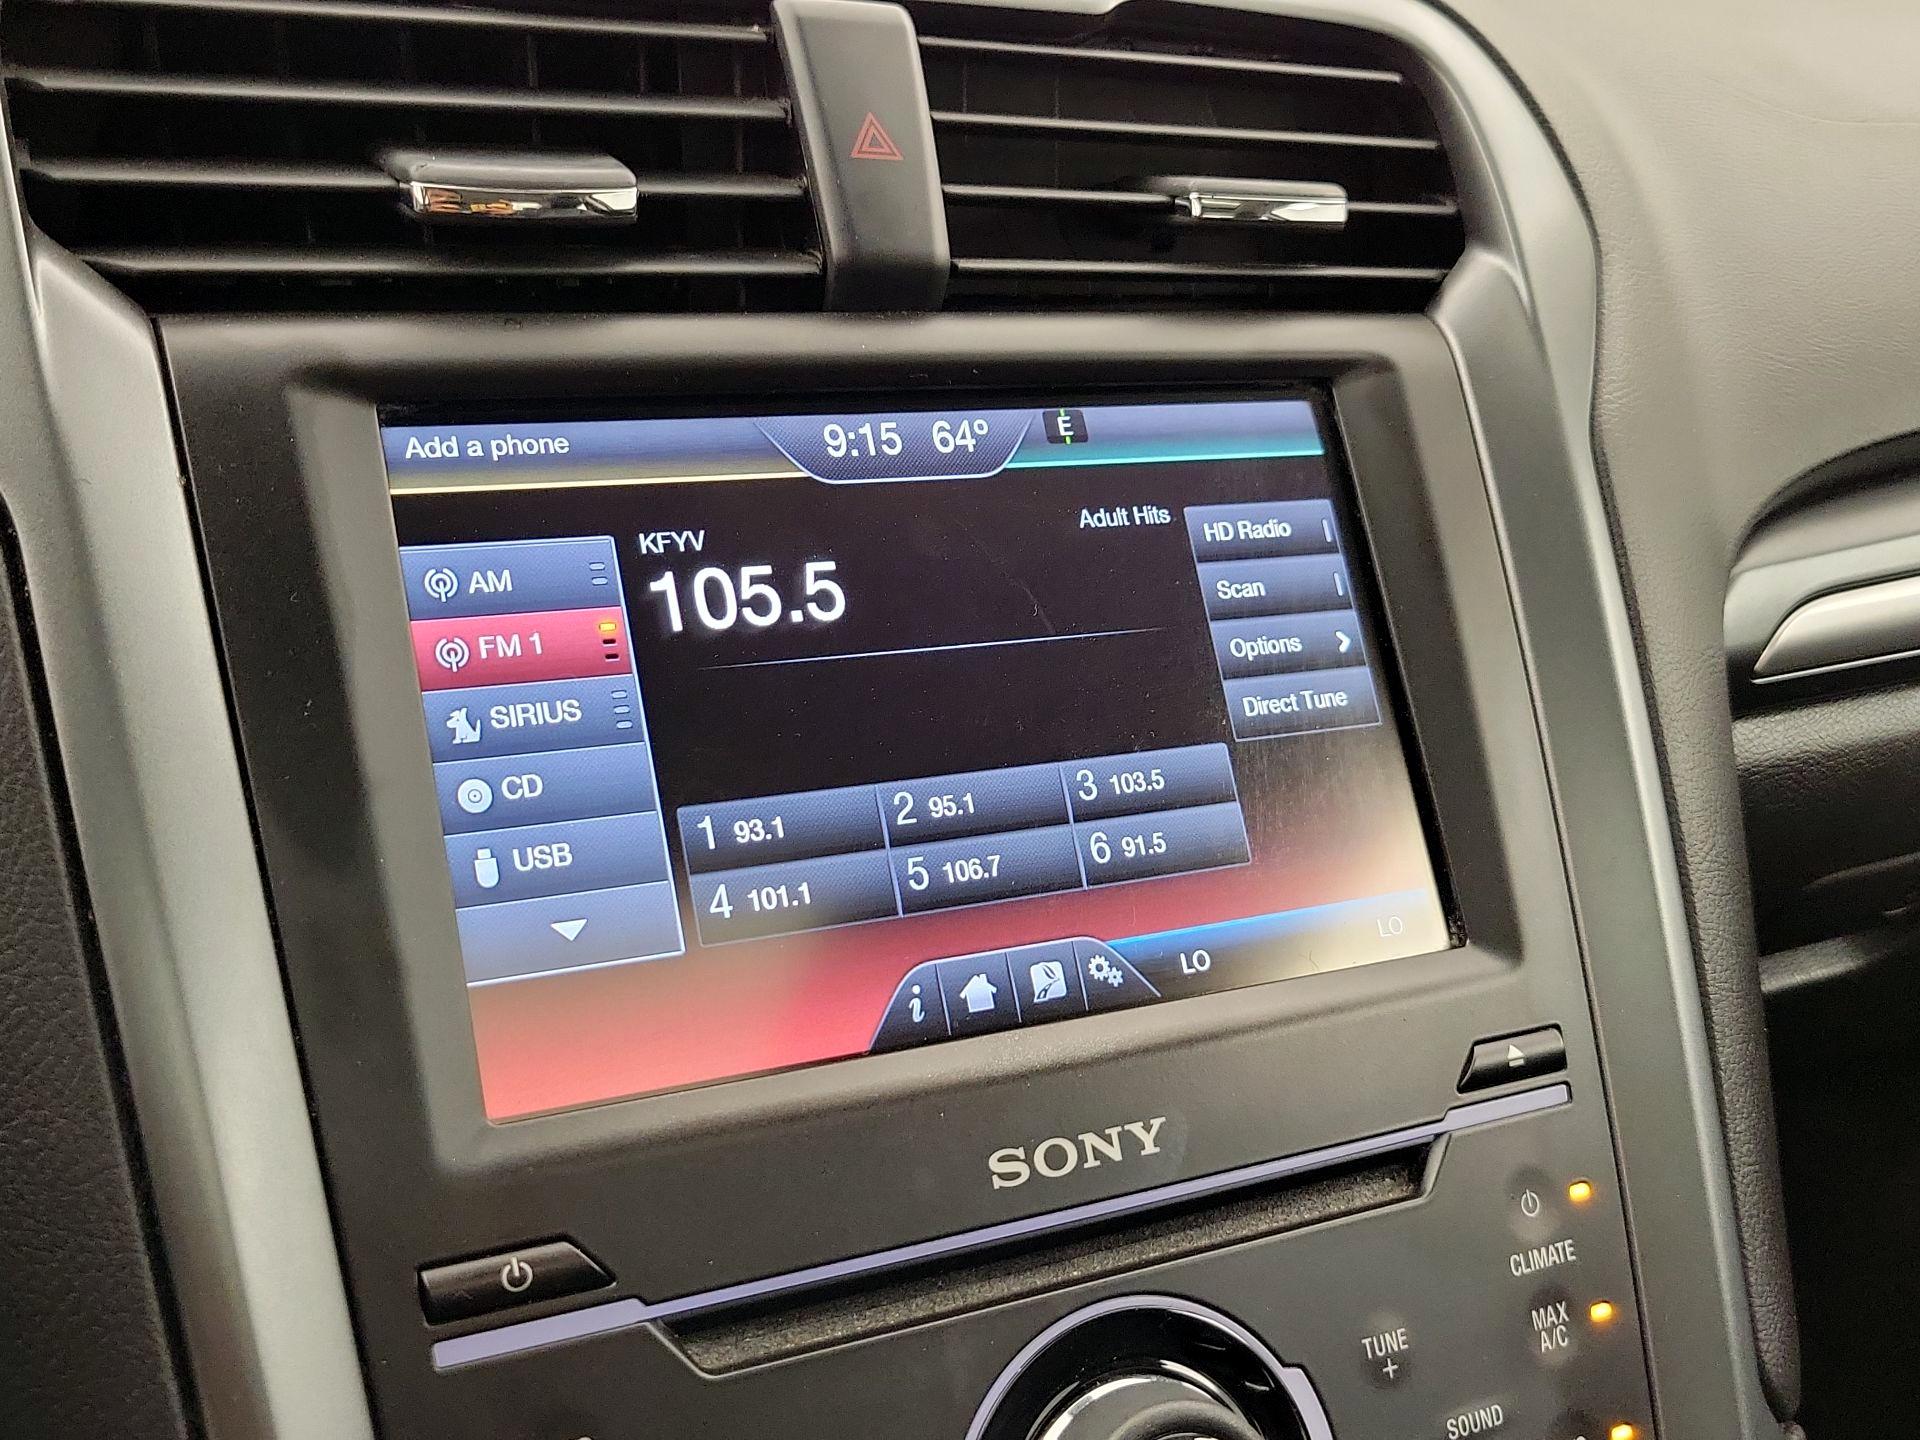 Add a phone
9:15 64°
E
KFYV
105.5
Adult Hits
AM
FM 1
SIRIUS
CD
USB
HD Radio
Scan
Options
Direct Tune
1 93.1
2 95.1
3 103.5
4 101.1
5 106.7
6 91.5
i
LO
LO
SONY
CLIMATE
MAX
A/C
TUNE
+
SOUND